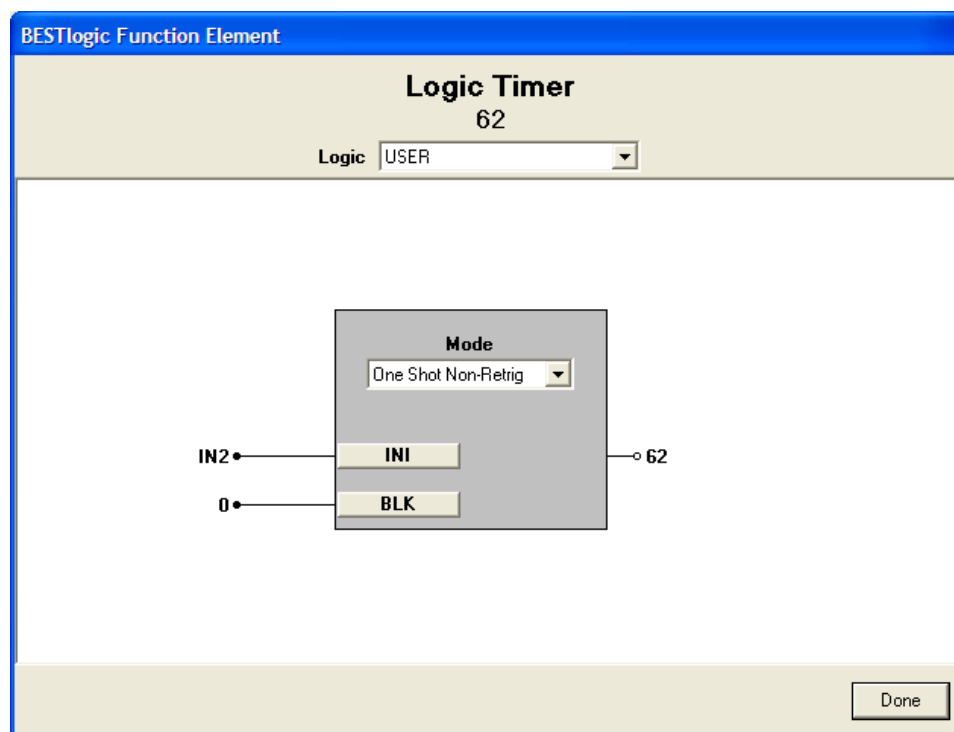 BESTlogic Function Element
Logic Timer
62
Logic USER
Mode
One Shot Non-Retrig
IN2 INI 62
0 BLK
Done